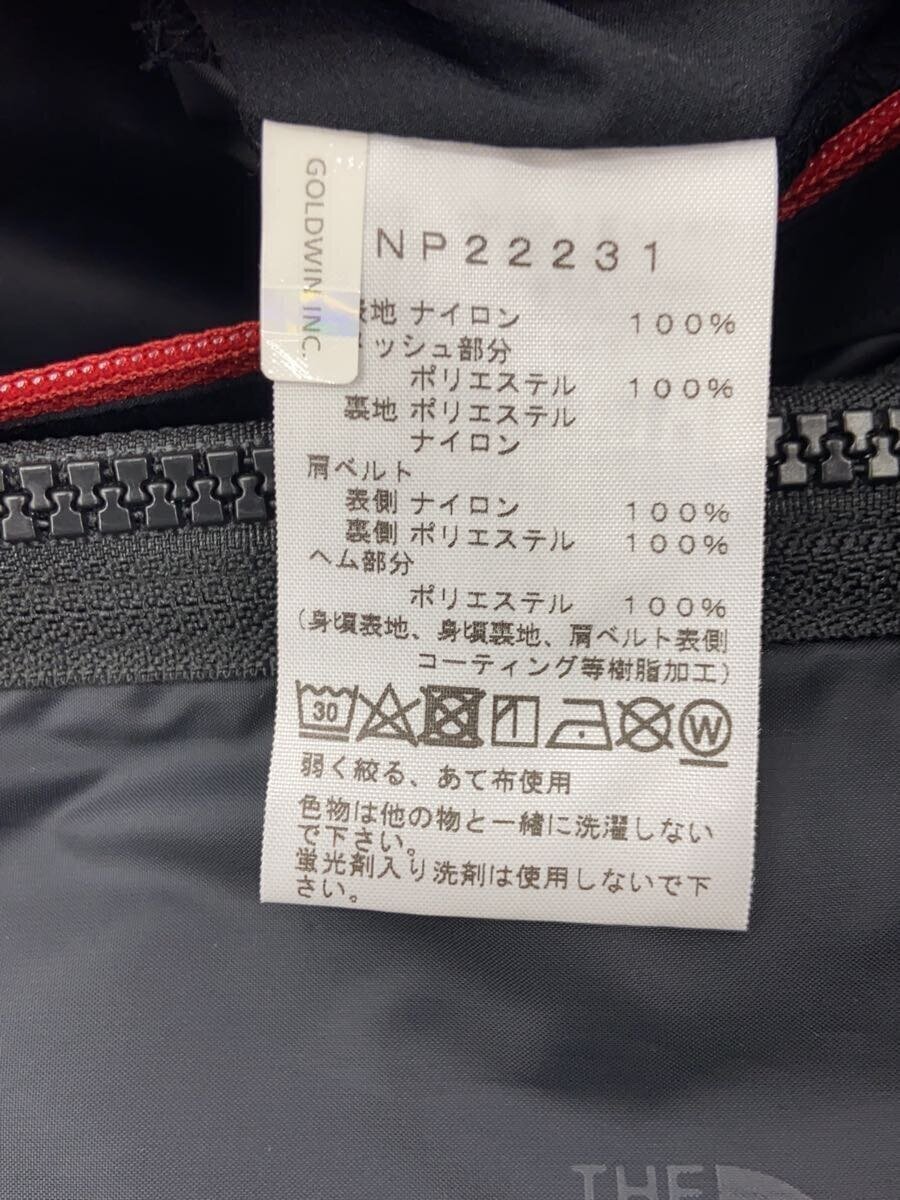 GOLDWIN INC.
NP22231
表地 ナイロン 100%
メッシュ部分
ポリエステル 100%
裏地 ポリエステル
ナイロン
肩ベルト
表側 ナイロン 100%
裏側 ポリエステル 100%
ヘム部分
ポリエステル 100%
(身頃表地、身頃裏地、肩ベルト表側
コーティング等樹脂加工)
30
W
弱く絞る、あて布使用
色物は他の物と一緒に洗濯しない
で下さい。
蛍光剤入り洗剤は使用しないで下
さい。
THE